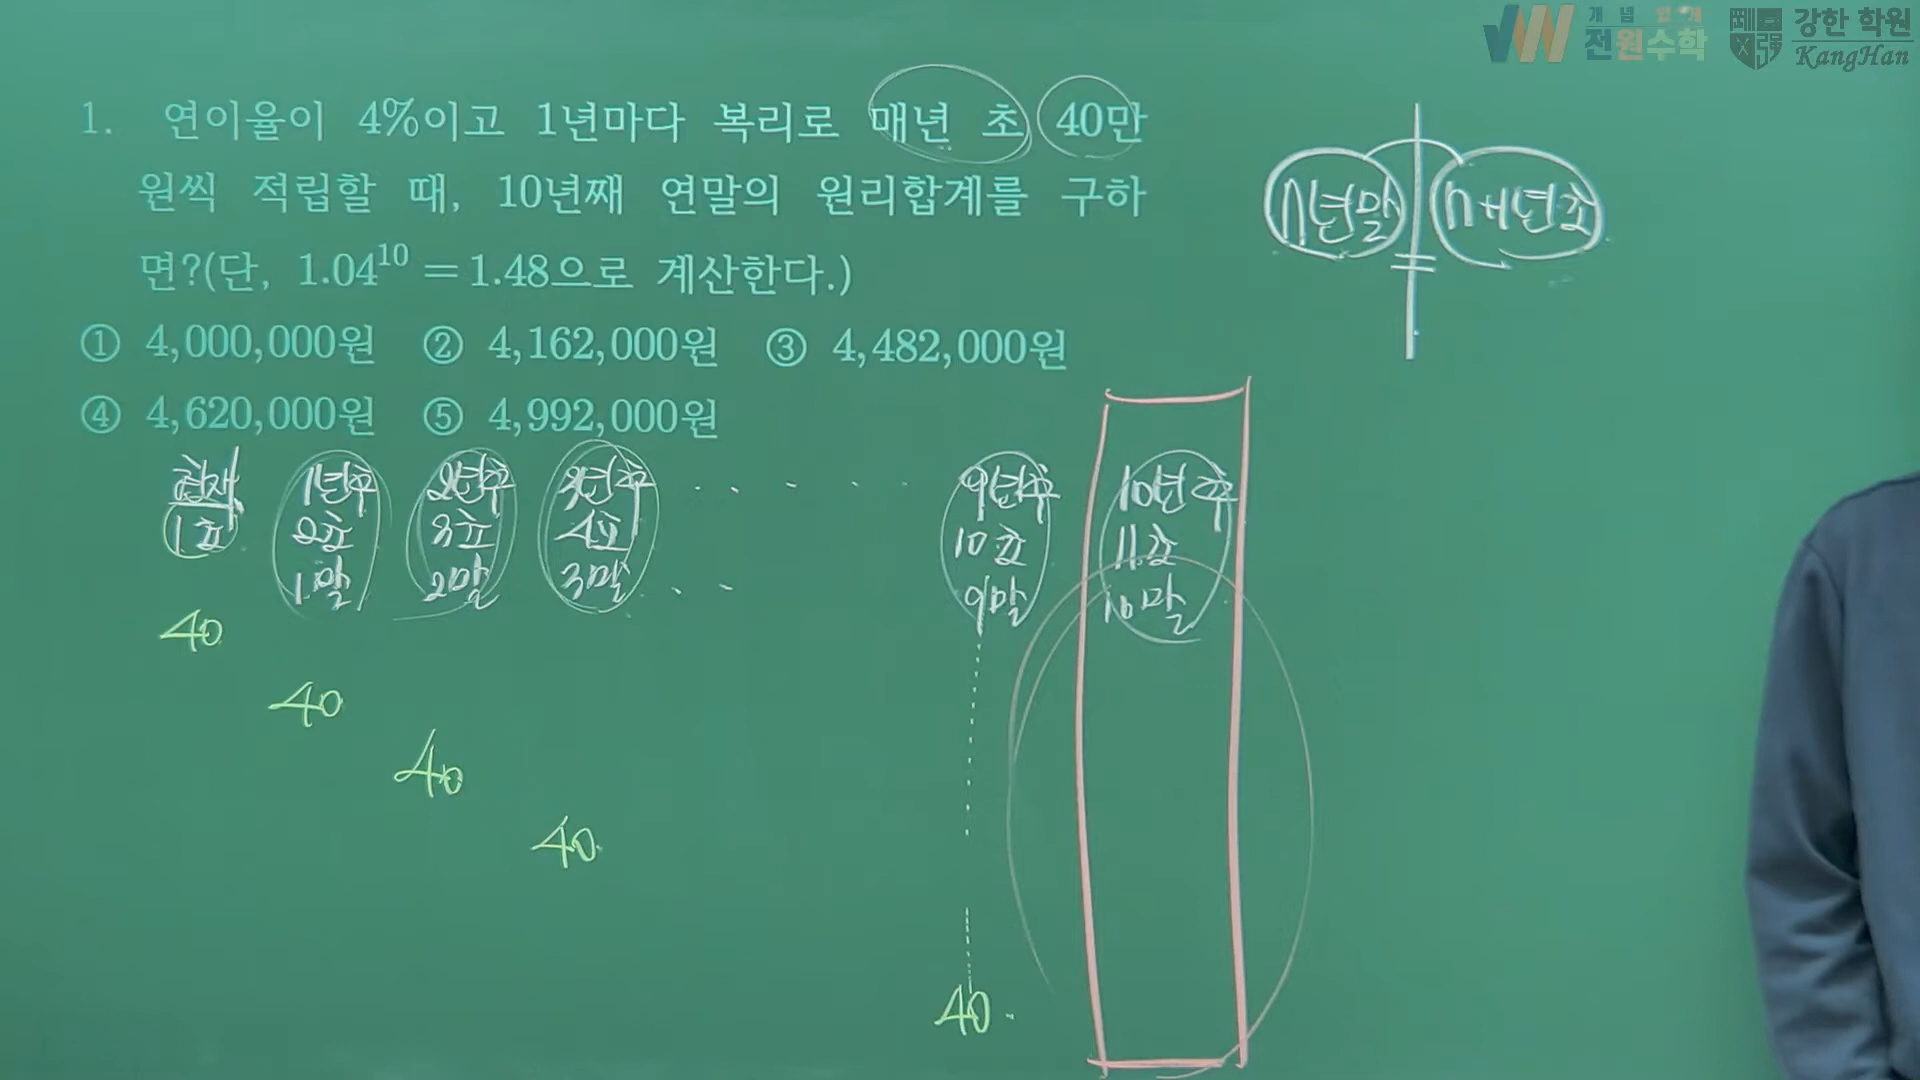 개념 전원수학
강한 학원
KangHan
1. 연이율이 4%이고 1년마다 복리로 매년 초 40만
원씩 적립할 때, 10년째 연말의 원리합계를 구하
면?(단, 1.04¹⁰ = 1.48으로 계산한다.)
① 4,000,000원 ② 4,162,000원 ③ 4,482,000원
④ 4,620,000원 ⑤ 4,992,000원
n년말 n+1년초
현재 1년후 2년후 3년후 · · · · · 9년후 10년후
1초 2초 3초 4초 10초 11초
1말 2말 3말 · · 9말 10말
40
40
40
40
40